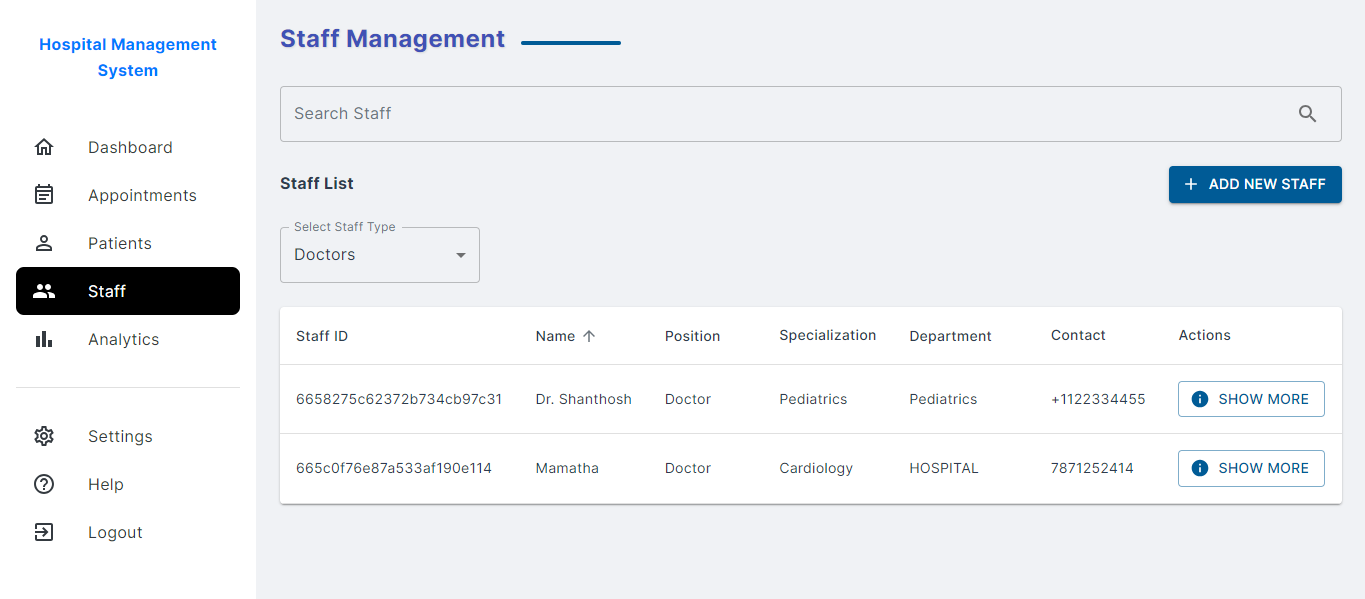 Hospital Management
System
Dashboard
Appointments
Patients
Staff
Analytics
Settings
Help
Logout
Staff Management
Search Staff
Staff List
ADD NEW STAFF
Select Staff Type
Doctors
Staff ID Name Position Specialization Department Contact Actions
6658275c62372b734cb97c31 Dr. Shanthosh Doctor Pediatrics Pediatrics +1122334455 SHOW MORE
665c0f76e87a533af190e114 Mamatha Doctor Cardiology HOSPITAL 7871252414 SHOW MORE